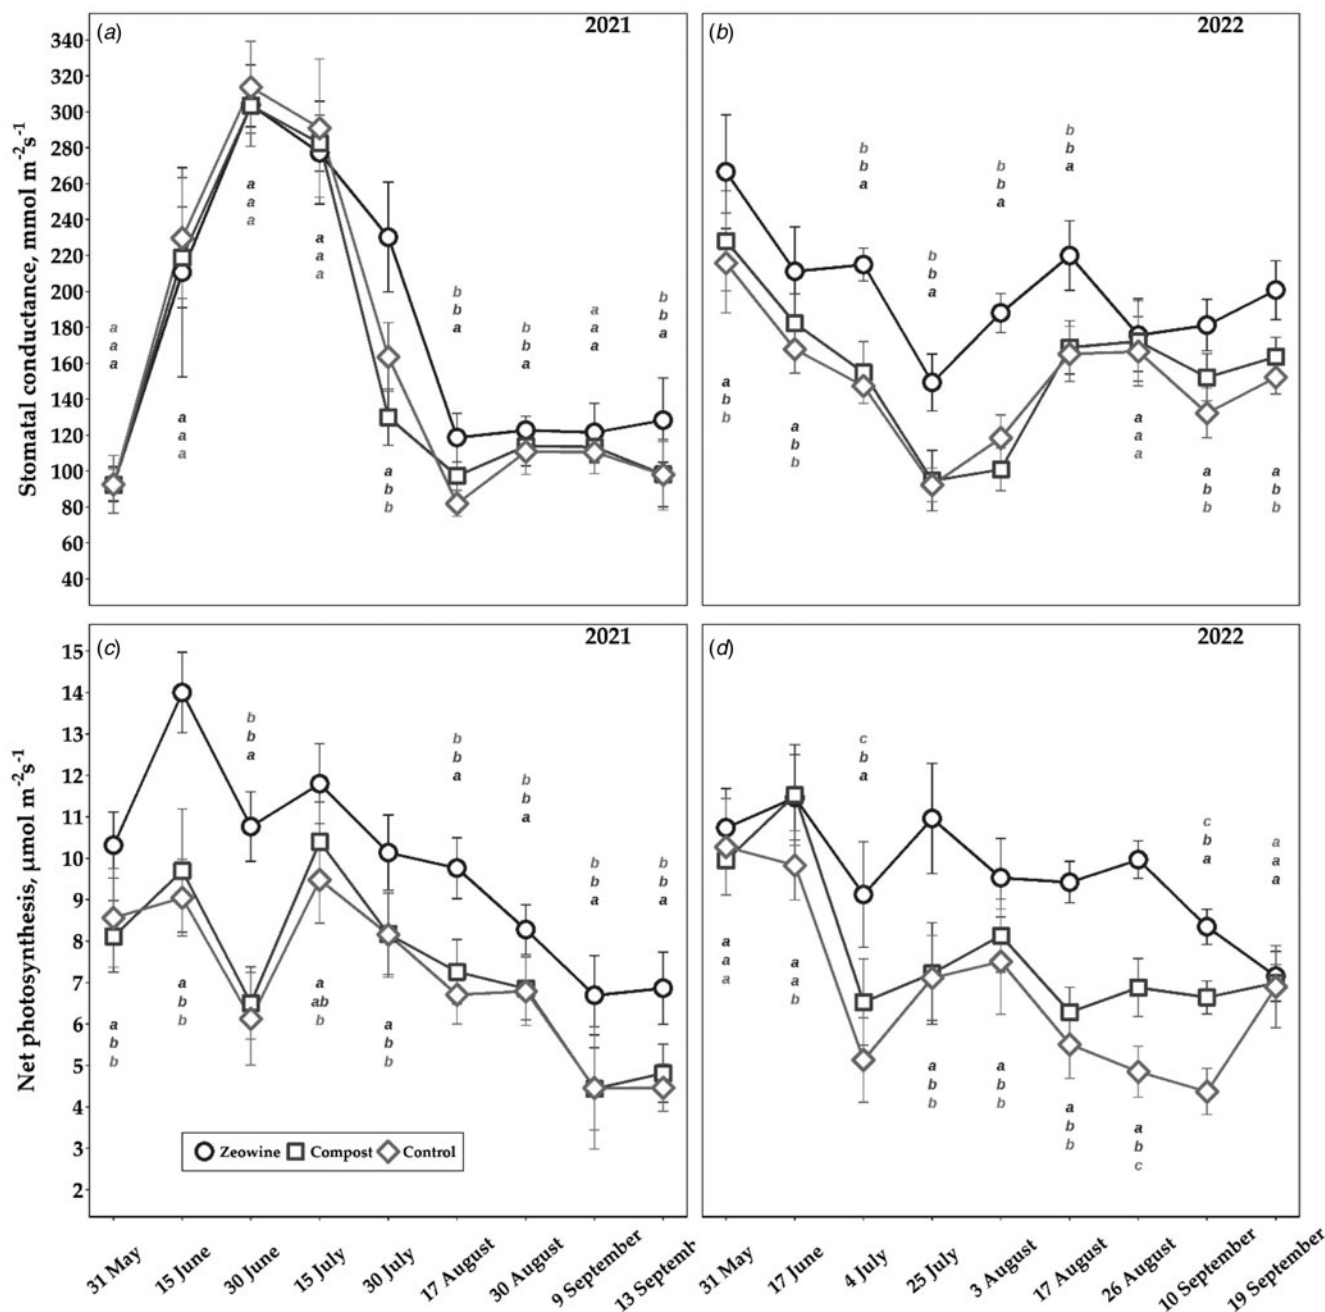 (a)
2021
Stomatal conductance, mmol m⁻²s⁻¹
340
320
300
280
260
240
220
200
180
160
140
120
100
80
60
40
a
a
a
a
a
a
a
a
a
a
a
a
a
b
b
b
b
a
b
b
a
a
a
a
b
b
a
(b)
2022
a
b
b
a
b
b
b
b
a
b
b
a
b
b
a
b
b
a
a
a
a
a
b
b
a
b
b
(c)
2021
Net photosynthesis, µmol m⁻²s⁻¹
15
14
13
12
11
10
9
8
7
6
5
4
3
2
a
b
b
a
b
b
b
b
a
a
ab
b
a
b
b
b
b
a
b
b
a
b
b
a
b
b
a
Zeowine Compost Control
31 May
15 June
30 June
15 July
30 July
17 August
30 August
9 September
13 Septem
(d)
2022
a
a
a
a
a
b
c
b
a
a
b
b
a
b
b
a
b
b
a
b
c
c
b
a
a
a
a
31 May
17 June
4 July
25 July
3 August
17 August
26 August
10 September
19 September